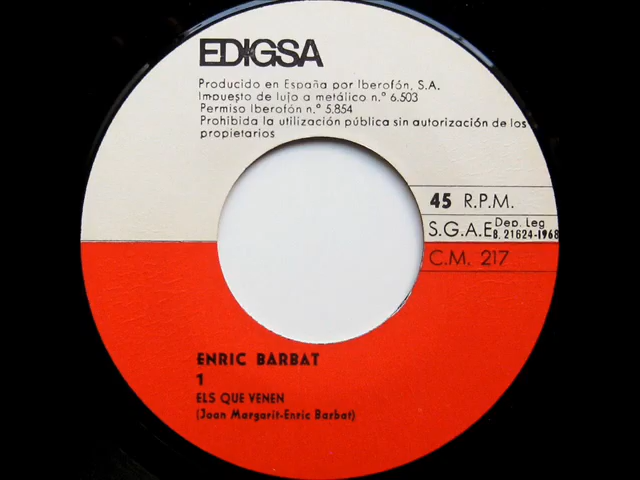 EDIGSA
Producido en España por Iberofón, S.A.
Impuesto de lujo a metálico n.º 6.503
Permiso Iberofón n.º 5.854
Prohibida la utilización pública sin autorización de los
propietarios
45 R.P.M.
S.G.A.E Dep. Leg
B. 21624-1968
C.M. 217
ENRIC BARBAT
1
ELS QUE VENEN
(Joan Margarit-Enric Barbat)